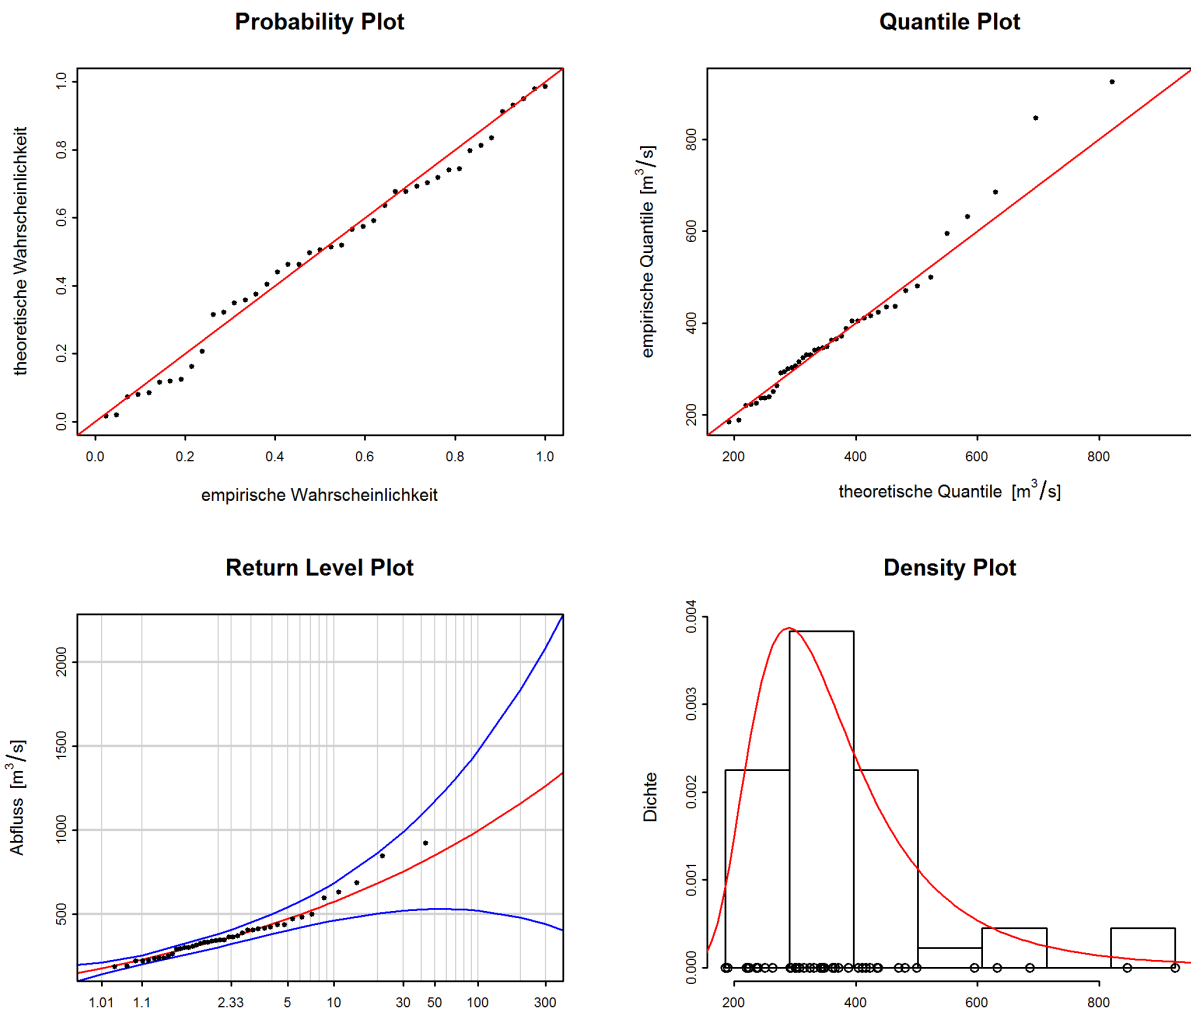 Probability Plot
theoretische Wahrscheinlichkeit
0.0 0.2 0.4 0.6 0.8 1.0
0.0 0.2 0.4 0.6 0.8 1.0
empirische Wahrscheinlichkeit
Quantile Plot
empirische Quantile [m³/s]
200 400 600 800
200 400 600 800
theoretische Quantile [m³/s]
Return Level Plot
Abfluss [m³/s]
500 1000 1500 2000
1.01 1.1 2.33 5 10 30 50 100 300
Density Plot
Dichte
0.000 0.001 0.002 0.003 0.004
200 400 600 800